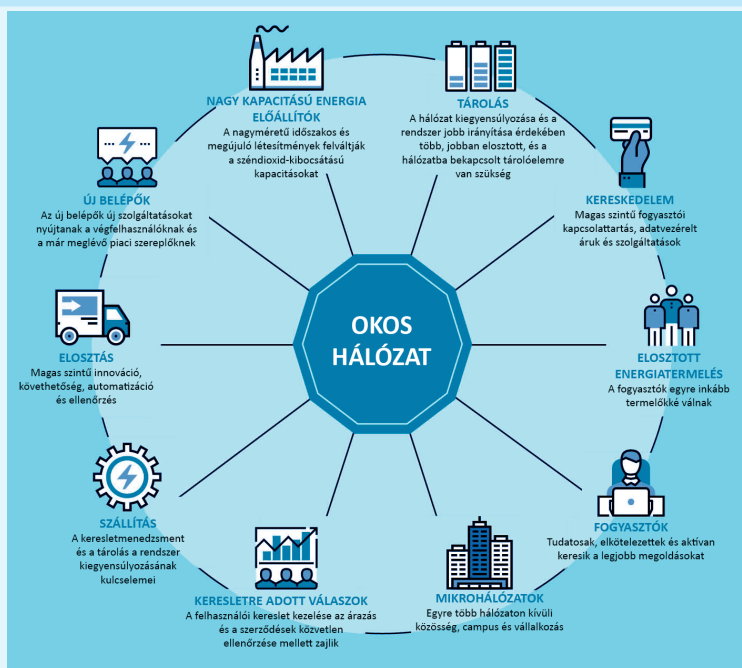 NAGY KAPACITÁSÚ ENERGIA
ELŐÁLLÍTÓK
A nagyméretű időszakos és
megújuló létesítmények felváltják
a széndioxid-kibocsátású
kapacitásokat
TÁROLÁS
A hálózat kiegyensúlyozása és a
rendszer jobb irányítása érdekében
több, jobban elosztott, és a
hálózatba bekapcsolt tárolóelemre
van szükség
KERESKEDELEM
Magas szintű fogyasztói
kapcsolattartás, adatvezérelt
áruk és szolgáltatások
ELOSZTOTT
ENERGIATERMELÉS
A fogyasztók egyre inkább
termelőkké válnak
FOGYASZTÓK
Tudatosak, elkötelezettek és aktívan
keresik a legjobb megoldásokat
MIKROHÁLÓZATOK
Egyre több hálózaton kívüli
közösség, campus és vállalkozás
KERESLETRE ADOTT VÁLASZOK
A felhasználói kereslet kezelése az árazás
és a szerződések közvetlen
ellenőrzése mellett zajlik
SZÁLLÍTÁS
A keresletmenedzsment
és a tárolás a rendszer
kiegyensúlyozásának
kulcselemei
ELOSZTÁS
Magas szintű innováció,
követhetőség, automatizáció
és ellenőrzés
ÚJ BELÉPŐK
Az új belépők új szolgáltatásokat
nyújtanak a végfelhasználóknak és
a már meglévő piaci szereplőknek
OKOS
HÁLÓZAT